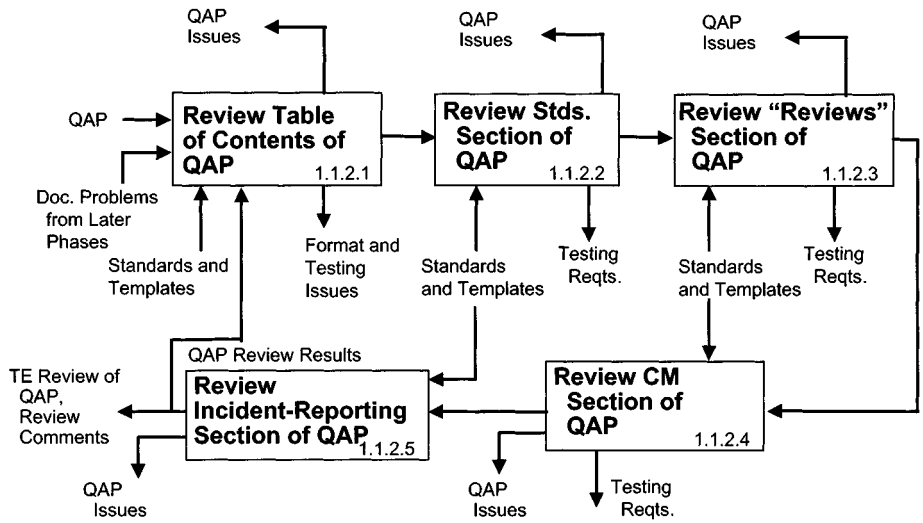 QAP
Issues
QAP
Issues
QAP
Issues
QAP
Review Table
of Contents of
QAP
1.1.2.1
Review Stds.
Section of
QAP
1.1.2.2
Review “Reviews”
Section of
QAP
1.1.2.3
Doc. Problems
from Later
Phases
Standards and
Templates
Format and
Testing
Issues
Standards
and Templates
Testing
Reqts.
Standards
and Templates
Testing
Reqts.
QAP Review Results
TE Review of
QAP,
Review
Comments
Review
Incident-Reporting
Section of QAP
1.1.2.5
Review CM
Section of
QAP
1.1.2.4
QAP
Issues
QAP
Issues
Testing
Reqts.